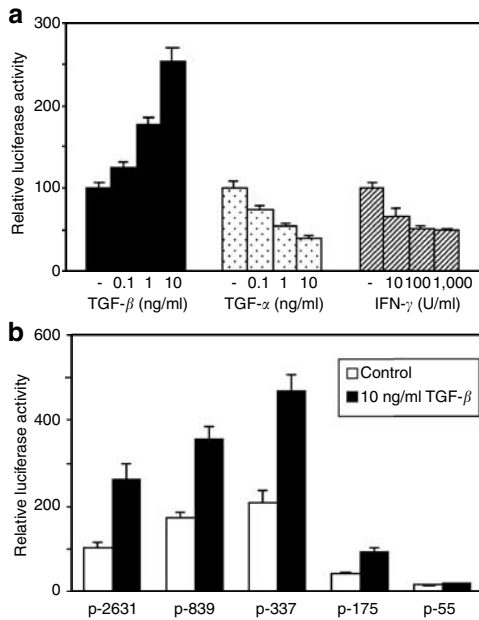 a
300
200
100
0
Relative luciferase activity
- 0.1 1 10 - 0.1 1 10 - 10 100 1,000
TGF-β (ng/ml) TGF-α (ng/ml) IFN-γ (U/ml)
b
600
400
200
0
Relative luciferase activity
Control
10 ng/ml TGF-β
p-2631 p-839 p-337 p-175 p-55